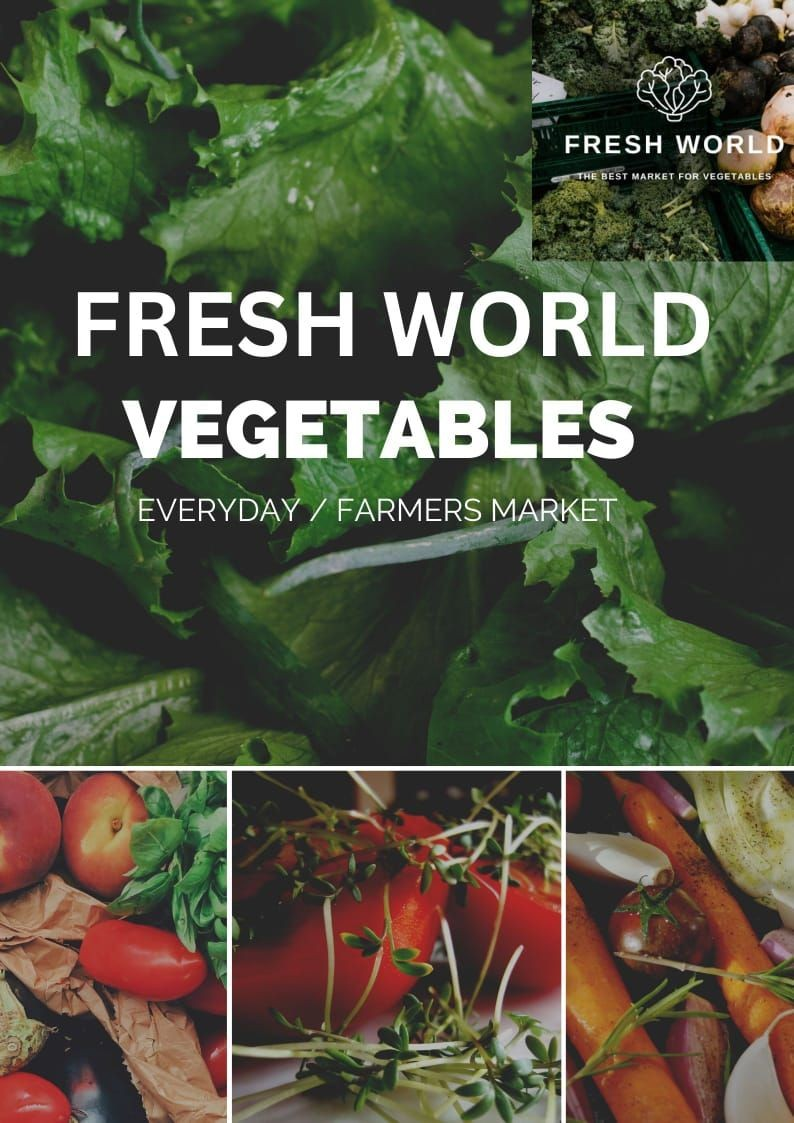 FRESH WORLD
THE BEST MARKET FOR VEGETABLES
FRESH WORLD
VEGETABLES
EVERYDAY / FARMERS MARKET